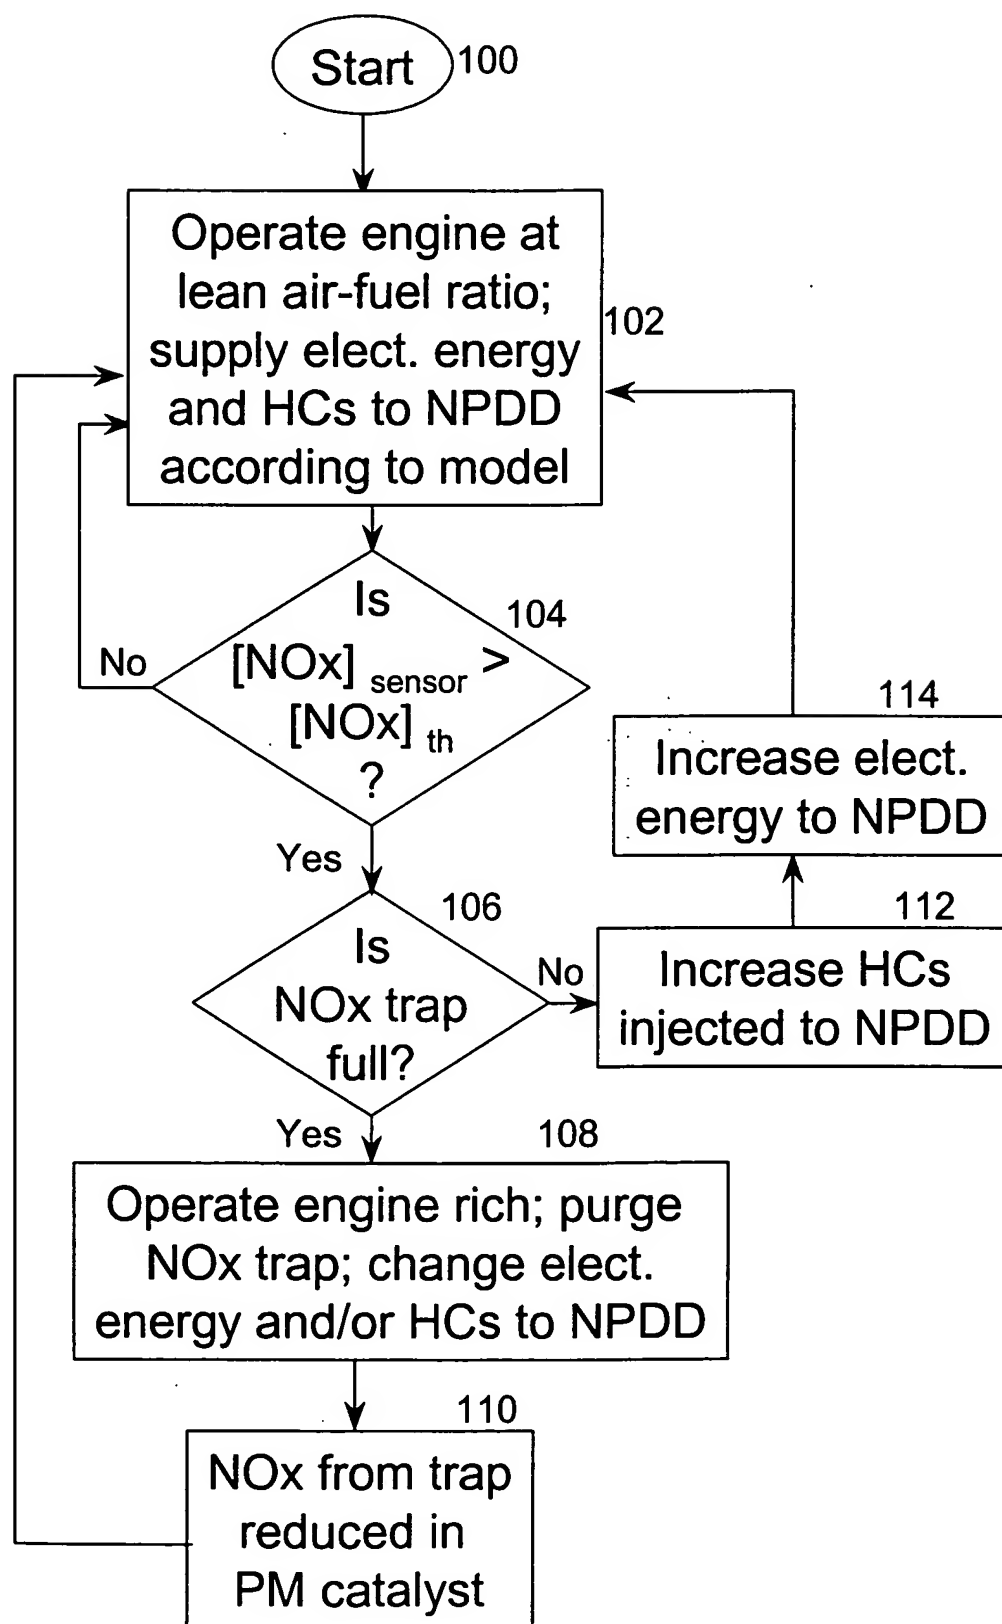 Start
100
Operate engine at
lean air-fuel ratio;
supply elect. energy
and HCs to NPDD
according to model
102
Is
[NOx] sensor >
[NOx] th
?
104
No
Yes
114
Increase elect.
energy to NPDD
112
Increase HCs
injected to NPDD
106
Is
NOx trap
full?
No
Yes
108
Operate engine rich; purge
NOx trap; change elect.
energy and/or HCs to NPDD
110
NOx from trap
reduced in
PM catalyst